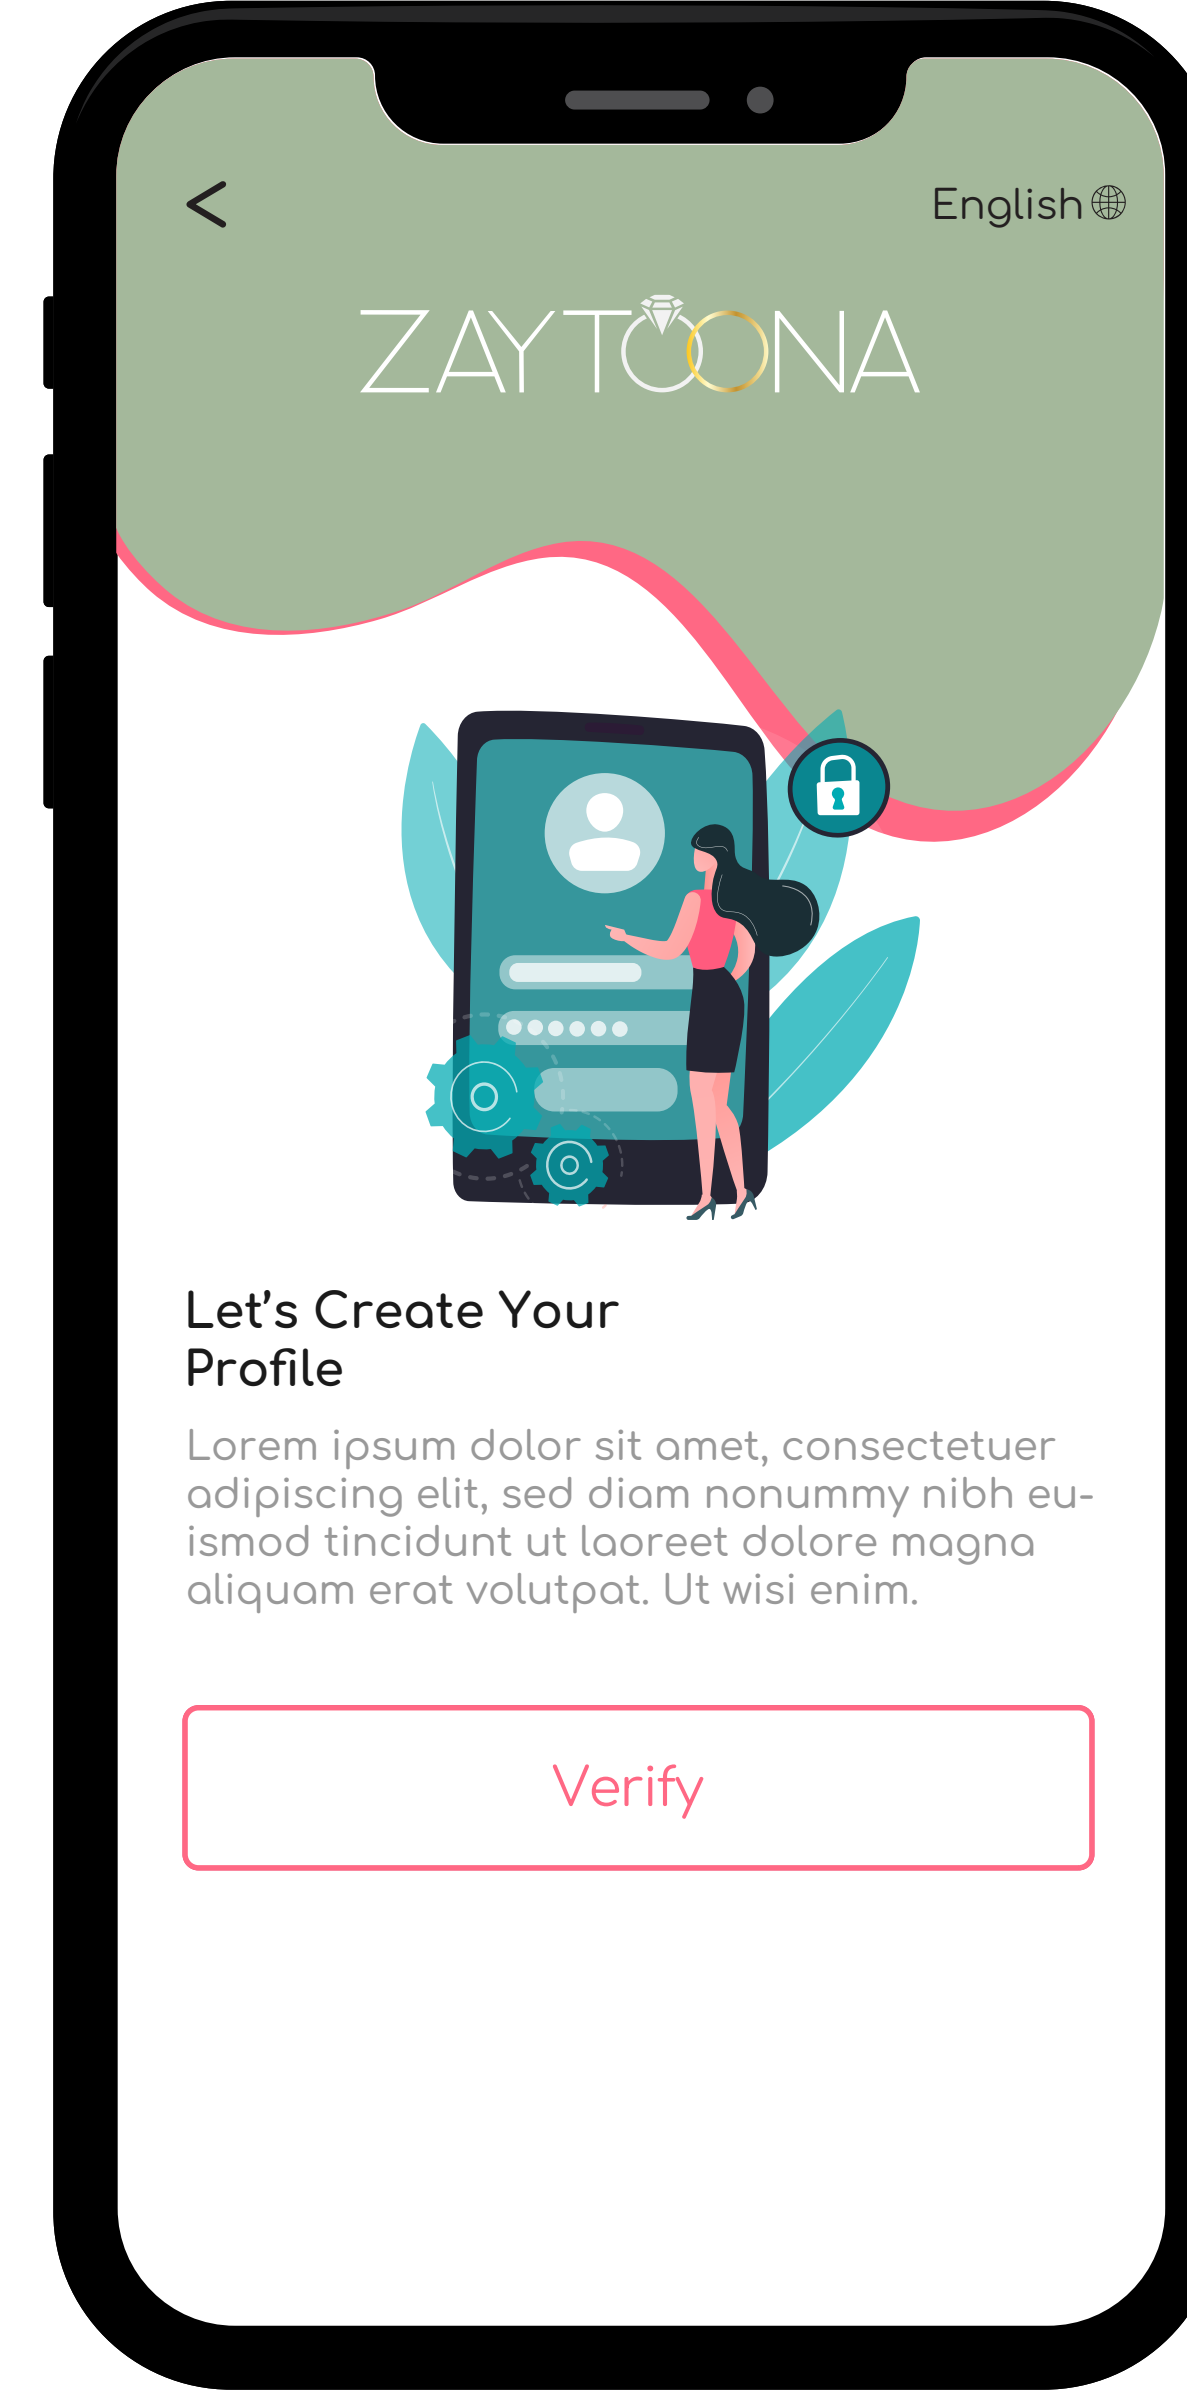 English
ZAYTOONA
Let’s Create Your
Profile
Lorem ipsum dolor sit amet, consectetuer
adipiscing elit, sed diam nonummy nibh eu-
ismod tincidunt ut laoreet dolore magna
aliquam erat volutpat. Ut wisi enim.
Verify